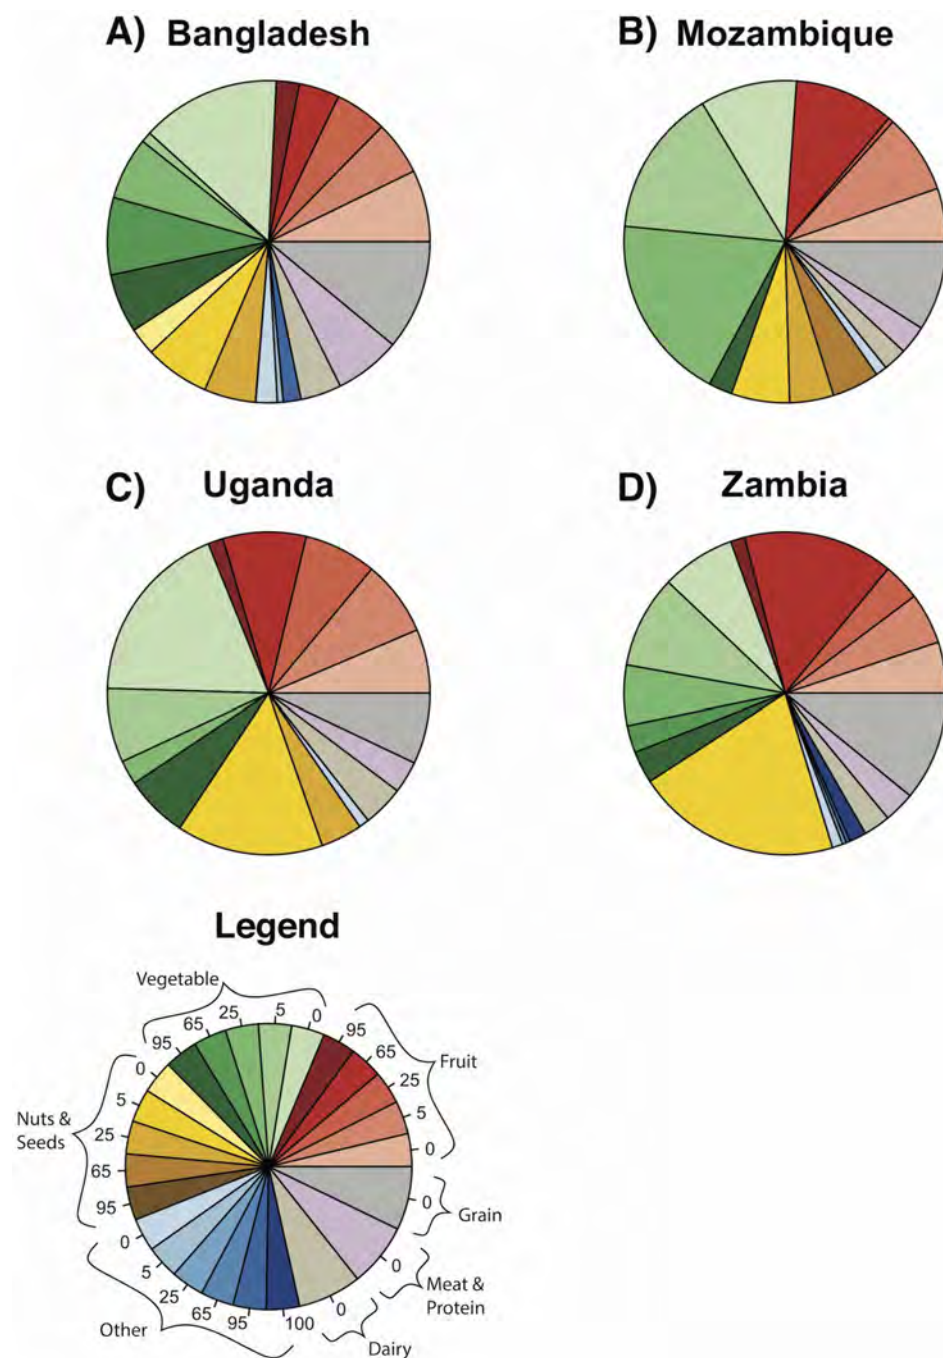 A) Bangladesh
B) Mozambique
C) Uganda
D) Zambia
Legend
Vegetable
95
65
25
5
0
Fruit
95
65
25
5
0
Grain
0
Meat &
Protein
0
Dairy
0
Other
0
5
25
65
95
100
Nuts &
Seeds
0
5
25
65
95